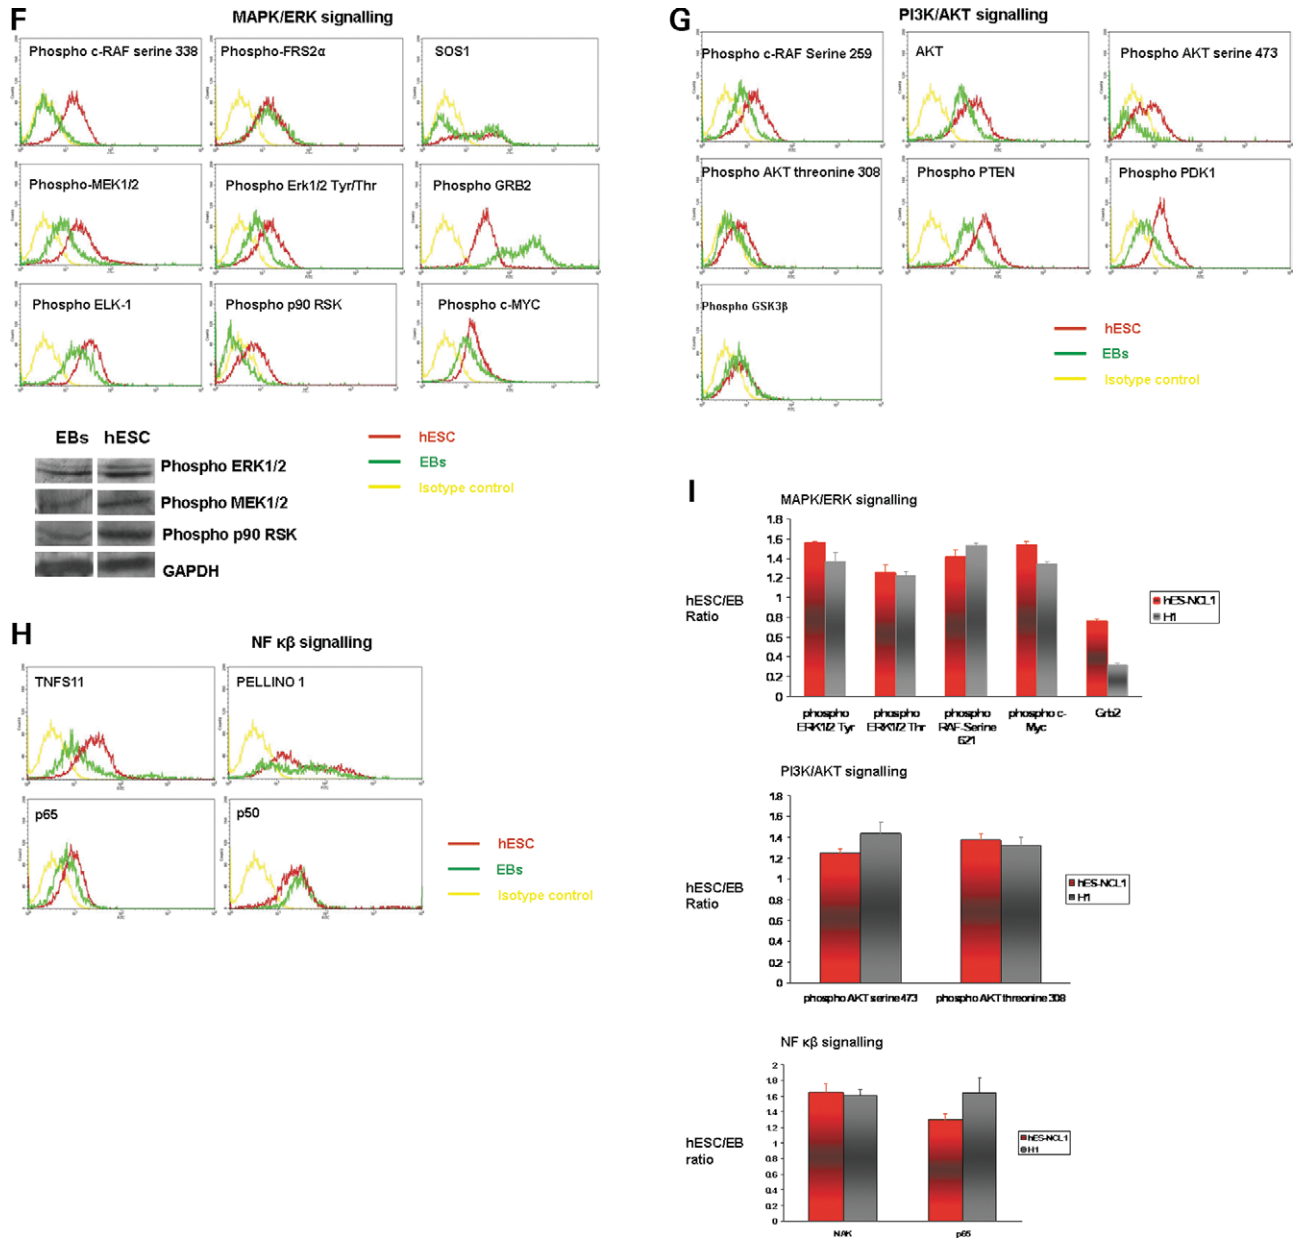 F
MAPK/ERK signalling
Phospho c-RAF serine 338
Phospho-FRS2α
SOS1
Phospho-MEK1/2
Phospho Erk1/2 Tyr/Thr
Phospho GRB2
Phospho ELK-1
Phospho p90 RSK
Phospho c-MYC
EBs hESC
Phospho ERK1/2
Phospho MEK1/2
Phospho p90 RSK
GAPDH
hESC
EBs
Isotype control
G
PI3K/AKT signalling
Phospho c-RAF Serine 259
AKT
Phospho AKT serine 473
Phospho AKT threonine 308
Phospho PTEN
Phospho PDK1
Phospho GSK3β
hESC
EBs
Isotype control
H
NF κβ signalling
TNFS11
PELLINO 1
p65
p50
hESC
EBs
Isotype control
I
MAPK/ERK signalling
1.8
1.6
1.4
1.2
1
0.8
0.6
0.4
0.2
0
hESC/EB
Ratio
phospho
ERK1/2 Tyr
phospho
ERK1/2 Thr
phospho
RAF-Serine
621
phospho c-
Myc
Grb2
hES-NCL1
H1
PI3K/AKT signalling
1.8
1.6
1.4
1.2
1
0.8
0.6
0.4
0.2
0
hESC/EB
Ratio
phospho AKT serine 473
phospho AKT threonine 308
hES-NCL1
H1
NF κβ signalling
2
1.8
1.6
1.4
1.2
1
0.8
0.6
0.4
0.2
0
hESC/EB
ratio
NAK
p65
hES-NCL1
H1